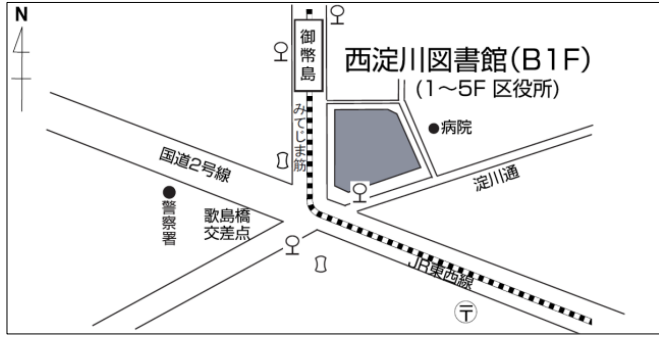 N
御幣島
西淀川図書館(B1F)
(1～5F 区役所)
みてじま筋
病院
国道2号線
淀川通
警察署
歌島橋
交差点
JR東西線
〒